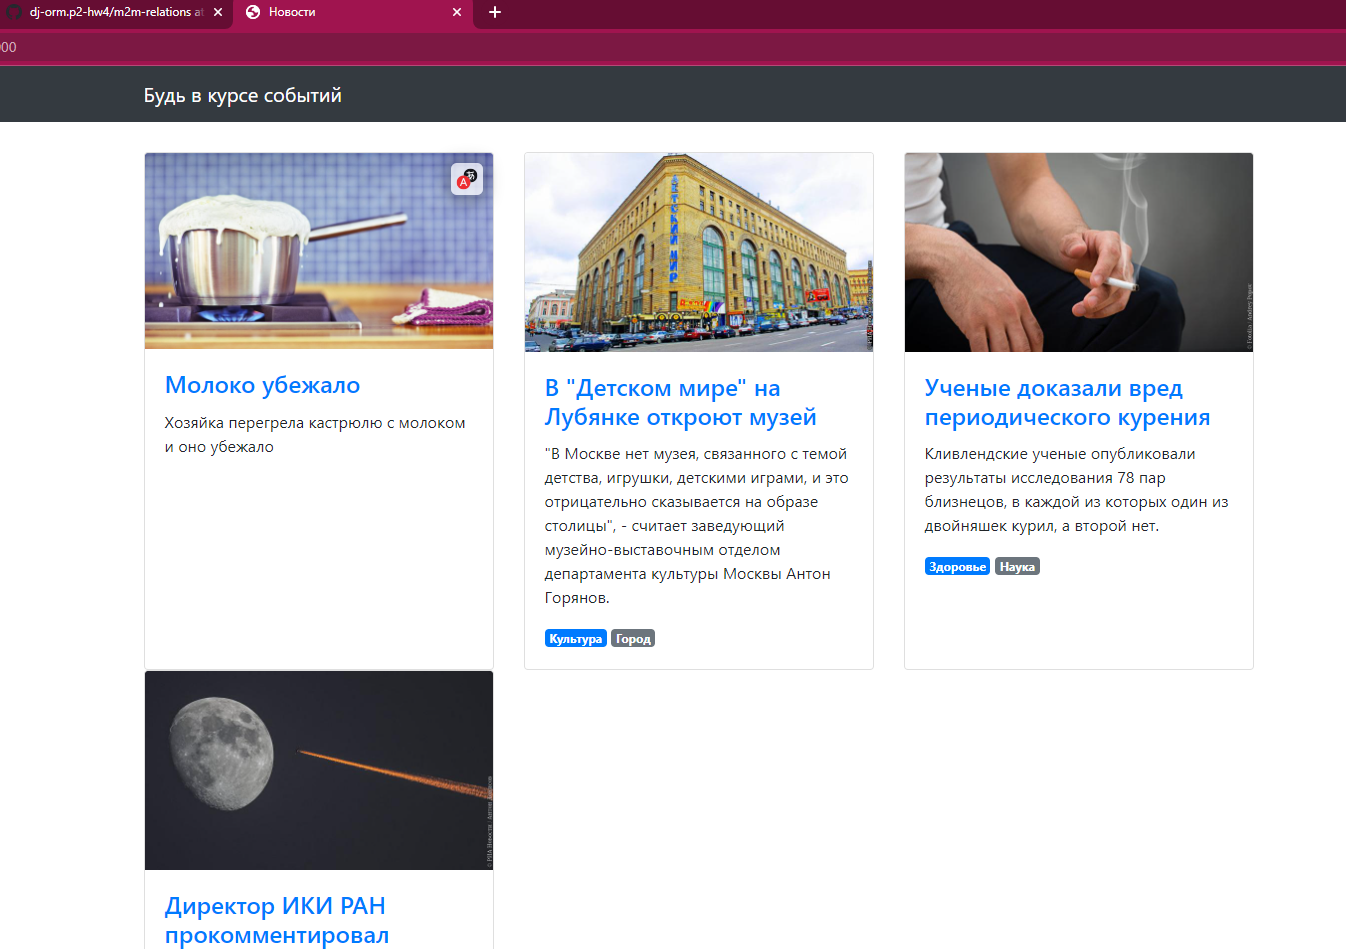 dj-orm.p2-hw4/m2m-relations at
Новости
00
Будь в курсе событий
Молоко убежало
Хозяйка перегрела кастрюлю с молоком
и оно убежало
ДЕТСКИЙ МИР
В "Детском мире" на
Лубянке откроют музей
"В Москве нет музея, связанного с темой
детства, игрушки, детскими играми, и это
отрицательно сказывается на образе
столицы", - считает заведующий
музейно-выставочным отделом
департамента культуры Москвы Антон
Горянов.
Культура Город
Ученые доказали вред
периодического курения
Кливлендские ученые опубликовали
результаты исследования 78 пар
близнецов, в каждой из которых один из
двойняшек курил, а второй нет.
Здоровье Наука
Директор ИКИ РАН
прокомментировал